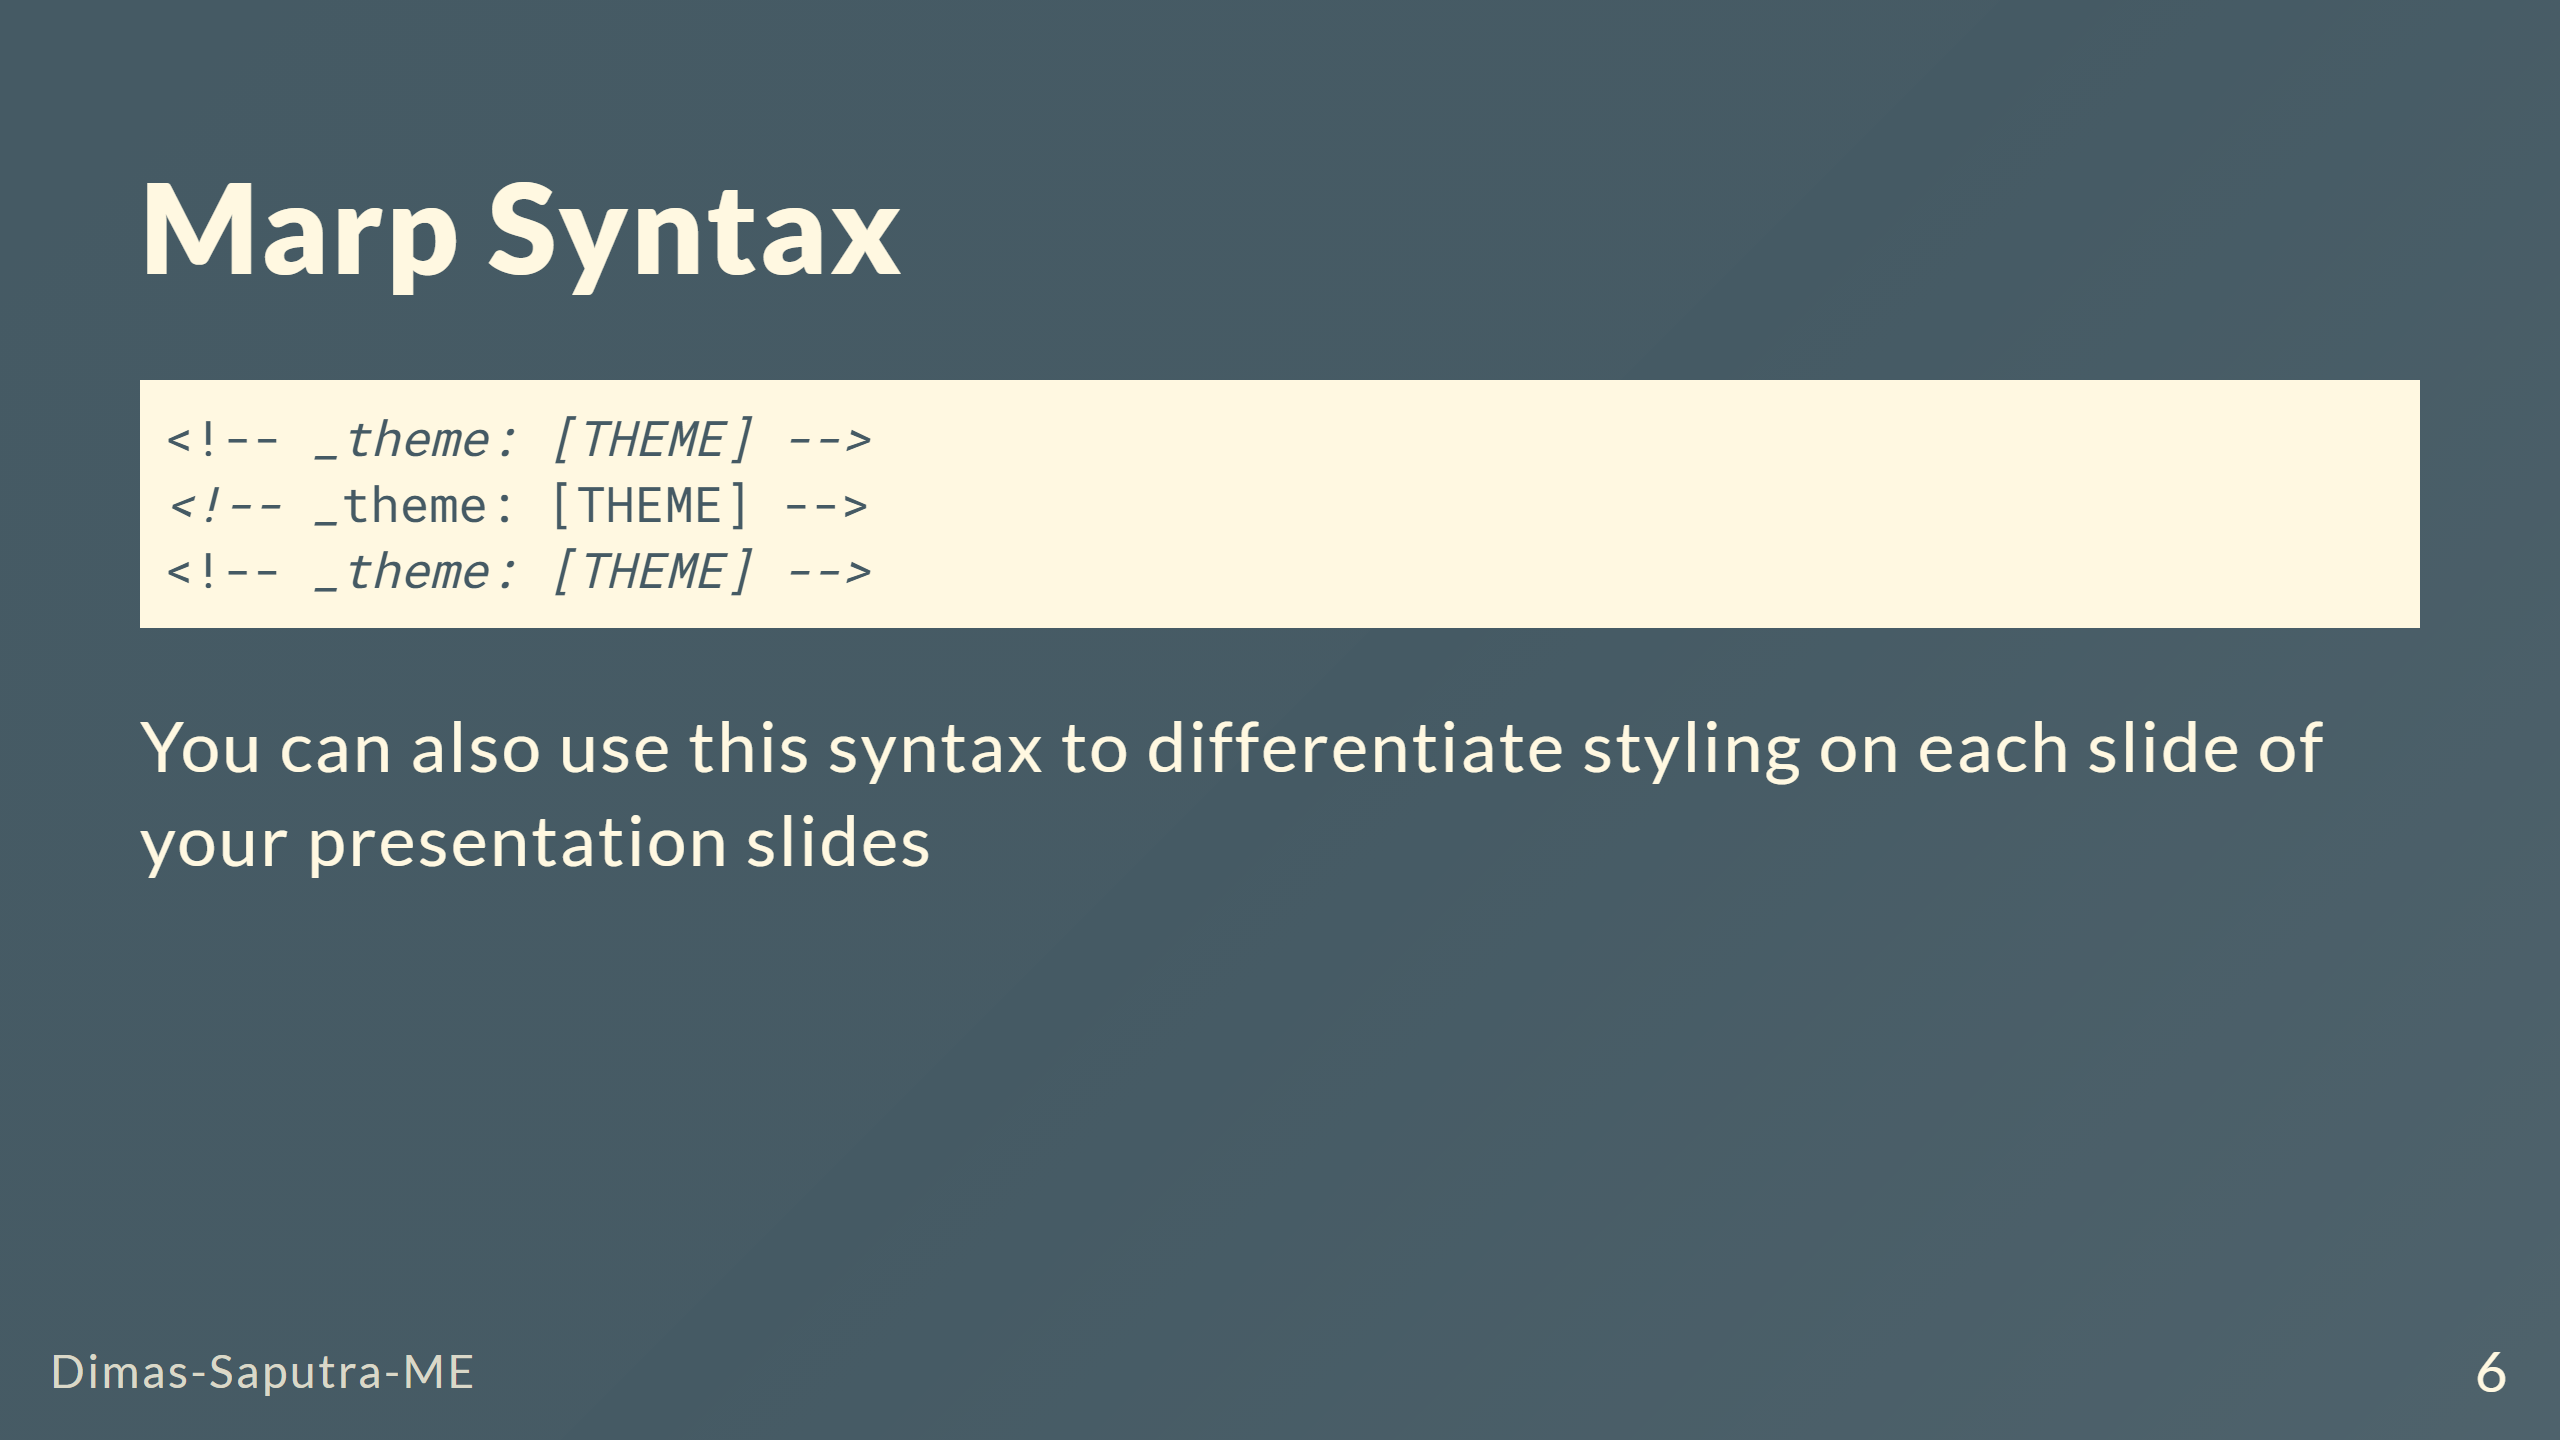 Marp Syntax
<!-- _theme: [THEME] -->
<!-- _theme: [THEME] -->
<!-- _theme: [THEME] -->
You can also use this syntax to differentiate styling on each slide of
your presentation slides
Dimas-Saputra-ME
6